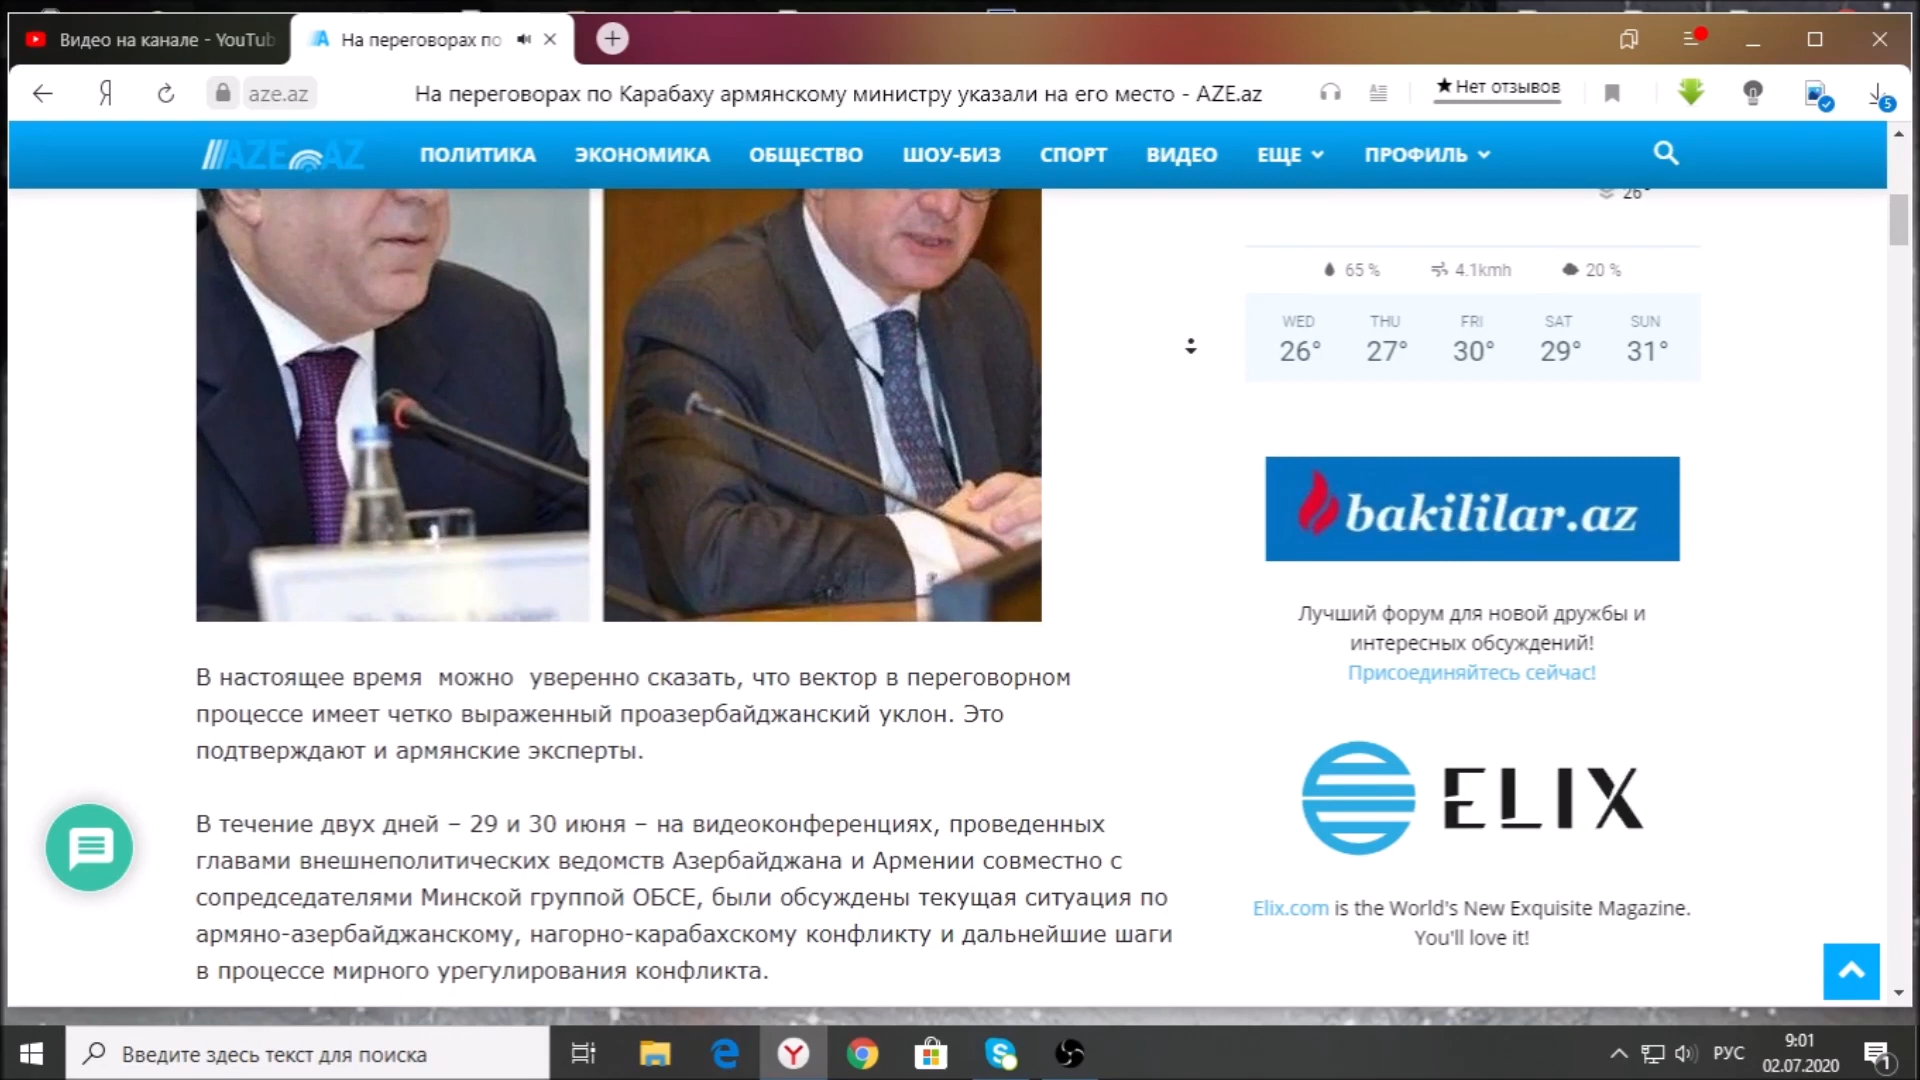 Видео на канале - YouTub
На переговорах по
aze.az
На переговорах по Карабаху армянскому министру указали на его место - AZE.az
★Нет отзывов
5
AZE.AZ
ПОЛИТИКА
ЭКОНОМИКА
ОБЩЕСТВО
ШОУ-БИЗ
СПОРТ
ВИДЕО
ЕЩЕ
ПРОФИЛЬ
26°
65 %
4.1kmh
20 %
WED
THU
FRI
SAT
SUN
26°
27°
30°
29°
31°
bakililar.az
Лучший форум для новой дружбы и
интересных обсуждений!
Присоединяйтесь сейчас!
В настоящее время можно уверенно сказать, что вектор в переговорном
процессе имеет четко выраженный проазербайджанский уклон. Это
подтверждают и армянские эксперты.
В течение двух дней – 29 и 30 июня – на видеоконференциях, проведенных
главами внешнеполитических ведомств Азербайджана и Армении совместно с
сопредседателями Минской группой ОБСЕ, были обсуждены текущая ситуация по
армяно-азербайджанскому, нагорно-карабахскому конфликту и дальнейшие шаги
в процессе мирного урегулирования конфликта.
ELIX
Elix.com is the World's New Exquisite Magazine.
You'll love it!
Введите здесь текст для поиска
РУС
9:01
02.07.2020
1